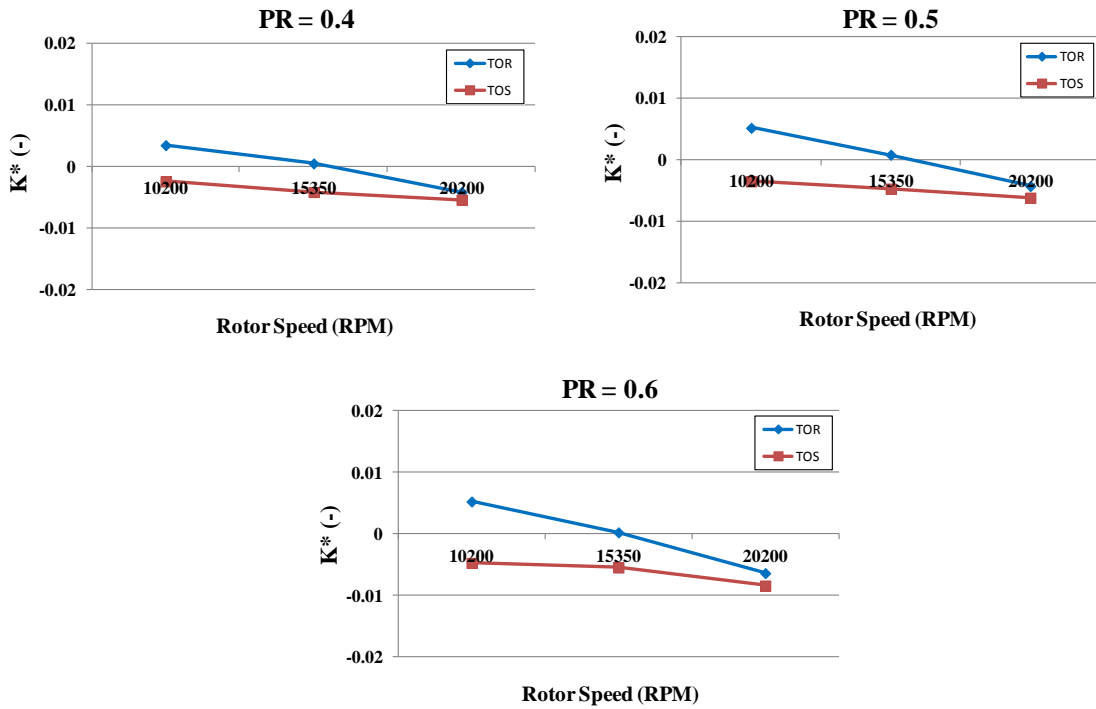 PR = 0.4
0.02
0.01
0
-0.01
-0.02
K* (-)
10200 15350 20200
Rotor Speed (RPM)
TOR
TOS
PR = 0.5
0.02
0.01
0
-0.01
-0.02
K* (-)
10200 15350 20200
Rotor Speed (RPM)
TOR
TOS
PR = 0.6
0.02
0.01
0
-0.01
-0.02
K* (-)
10200 15350 20200
Rotor Speed (RPM)
TOR
TOS